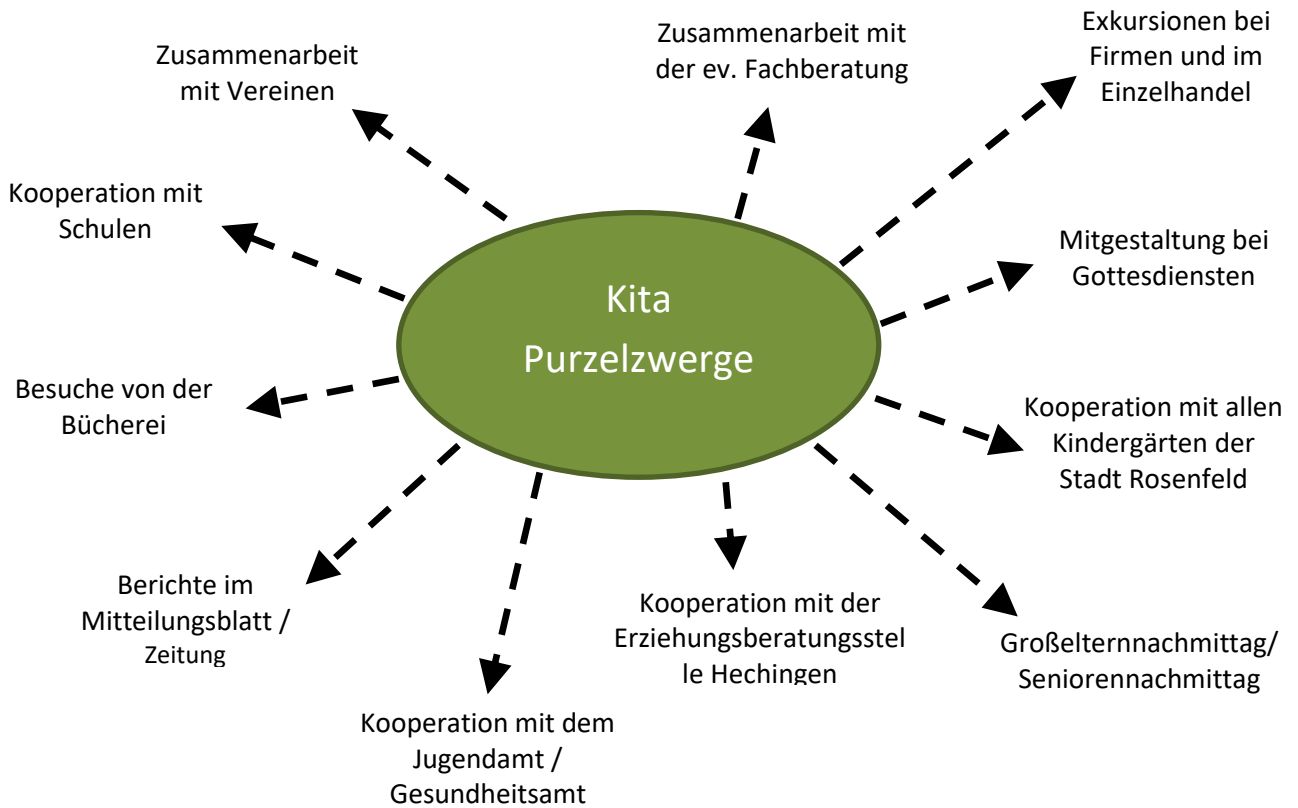 Zusammenarbeit
mit Vereinen
Zusammenarbeit mit
der ev. Fachberatung
Exkursionen bei
Firmen und im
Einzelhandel
Kooperation mit
Schulen
Mitgestaltung bei
Gottesdiensten
Kita
Purzelzwerge
Besuche von der
Bücherei
Kooperation mit allen
Kindergärten der
Stadt Rosenfeld
Berichte im
Mitteilungsblatt /
Zeitung
Kooperation mit der
Erziehungsberatungsstel
le Hechingen
Großelternnachmittag/
Seniorennachmittag
Kooperation mit dem
Jugendamt /
Gesundheitsamt